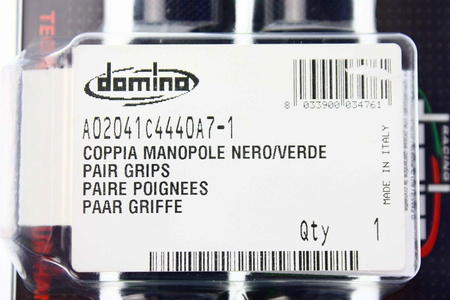 domino
8 033900 034761
A02041C4440A7-1
COPPIA MANOPOLE NERO/VERDE
PAIR GRIPS
PAIRE POIGNEES
PAAR GRIFFE
Qty 1
MADE IN ITALY
RACING